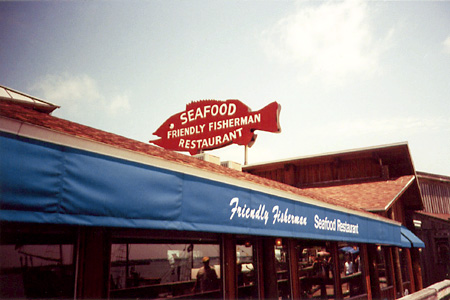 SEAFOOD
FRIENDLY FISHERMAN
RESTAURANT
Friendly Fisherman Seafood Restaurant